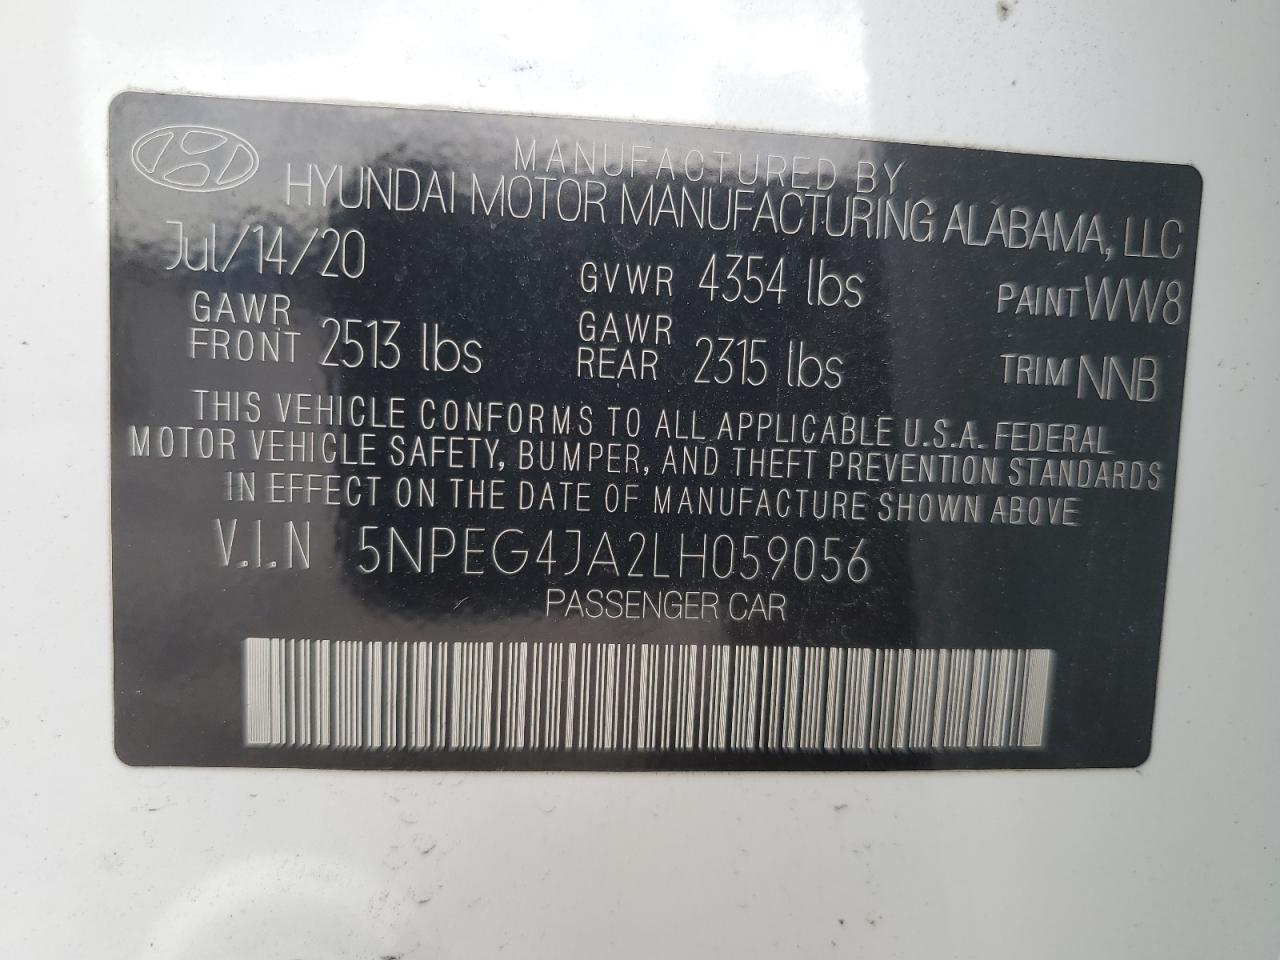 MANUFACTURED BY
HYUNDAI MOTOR MANUFACTURING ALABAMA, LLC
Jul/14/20
GVWR 4354 lbs
PAINT WW8
GAWR FRONT 2513 lbs
GAWR REAR 2315 lbs
TRIM NNB
THIS VEHICLE CONFORMS TO ALL APPLICABLE U.S.A. FEDERAL
MOTOR VEHICLE SAFETY, BUMPER, AND THEFT PREVENTION STANDARDS
IN EFFECT ON THE DATE OF MANUFACTURE SHOWN ABOVE
V.I.N 5NPEG4JA2LH059056
PASSENGER CAR